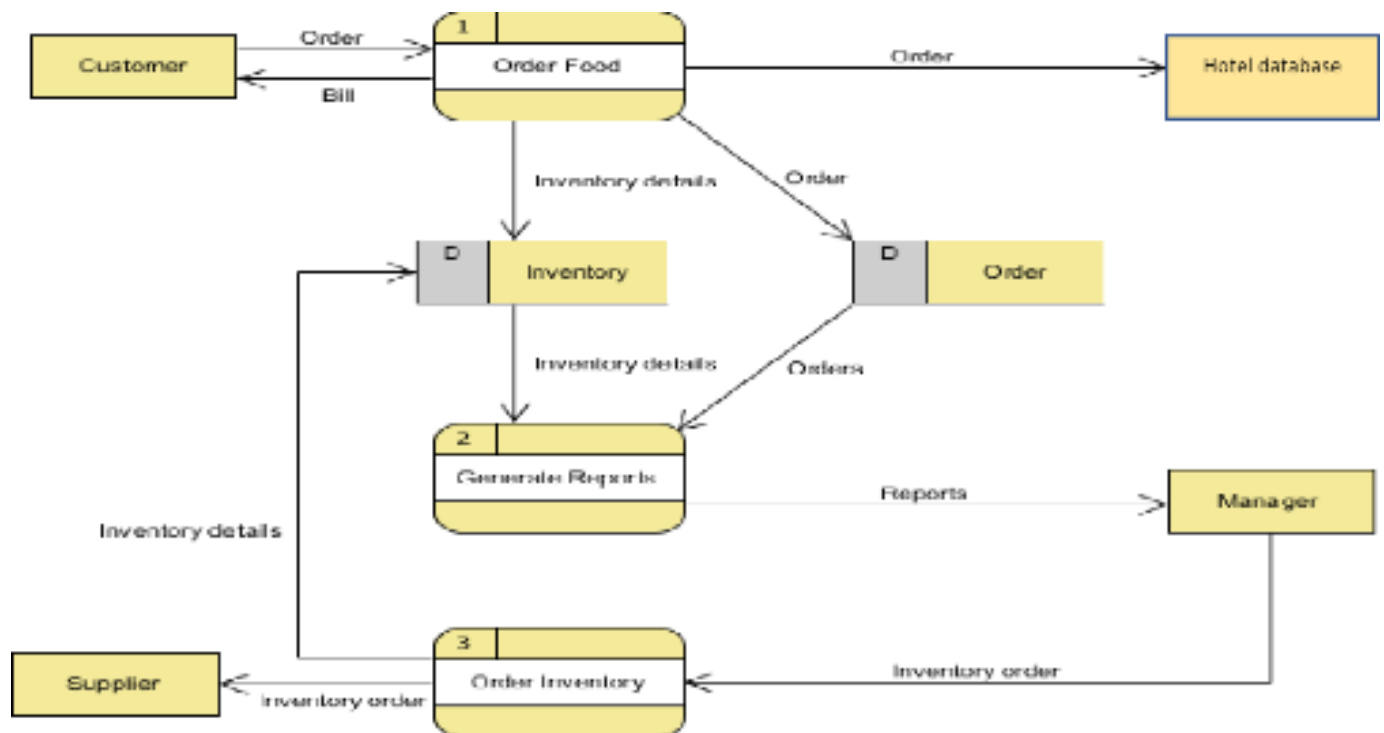 1
Order
Customer
Order Food
Order
Hotel database
Bill
Inventory details
Order
D
Inventory
D
Order
Inventory details
Orders
2
Generate Reports
Reports
Manager
Inventory details
3
Inventory order
Supplier
Order Inventory
Inventory order